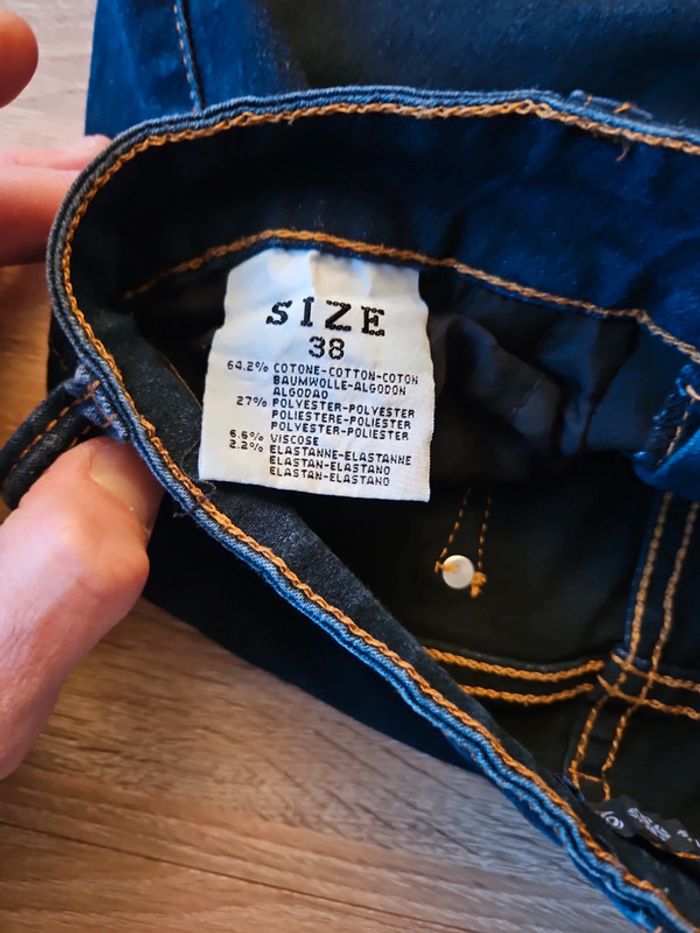 SIZE
38
64.2% COTONE-COTTON-COTON
BAUMWOLLE-ALGODON
ALGODAO
27% POLYESTER-POLYESTER
POLIESTERE-POLIESTER
POLYESTER-POLIESTER
6.6% VISCOSE
2.2% ELASTANNE-ELASTANNE
ELASTAN-ELASTANO
ELASTAN-ELASTANO